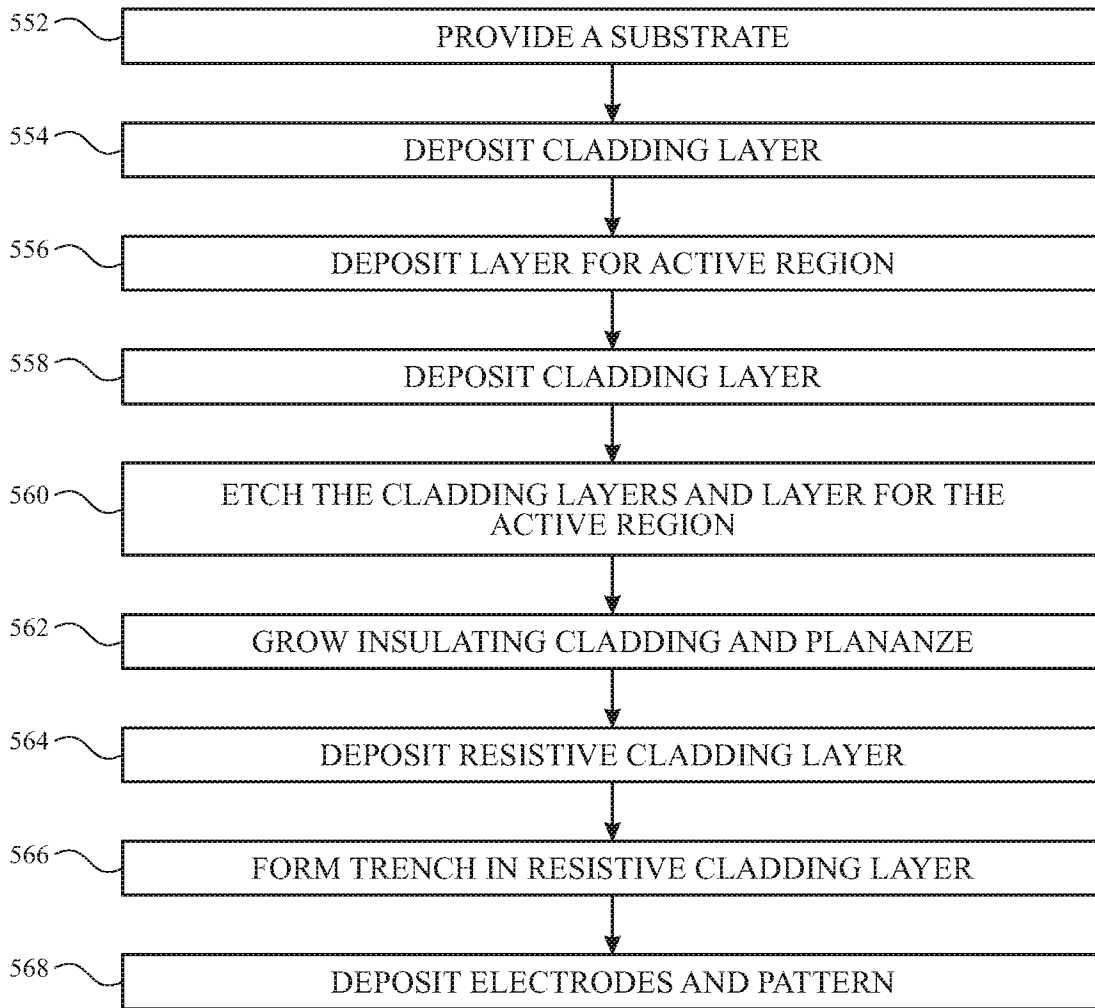 552
PROVIDE A SUBSTRATE
554
DEPOSIT CLADDING LAYER
556
DEPOSIT LAYER FOR ACTIVE REGION
558
DEPOSIT CLADDING LAYER
560
ETCH THE CLADDING LAYERS AND LAYER FOR THE
ACTIVE REGION
562
GROW INSULATING CLADDING AND PLANANZE
564
DEPOSIT RESISTIVE CLADDING LAYER
566
FORM TRENCH IN RESISTIVE CLADDING LAYER
568
DEPOSIT ELECTRODES AND PATTERN